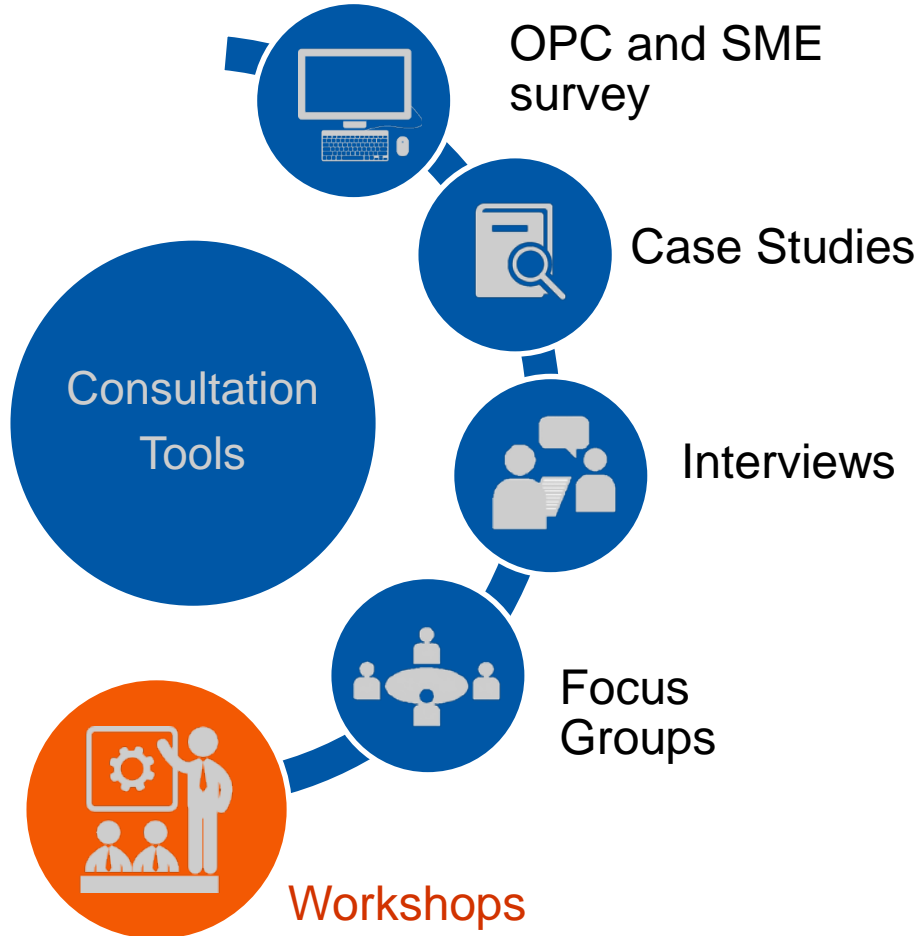 OPC and SME
survey
Case Studies
Consultation
Tools
Interviews
Focus
Groups
Workshops